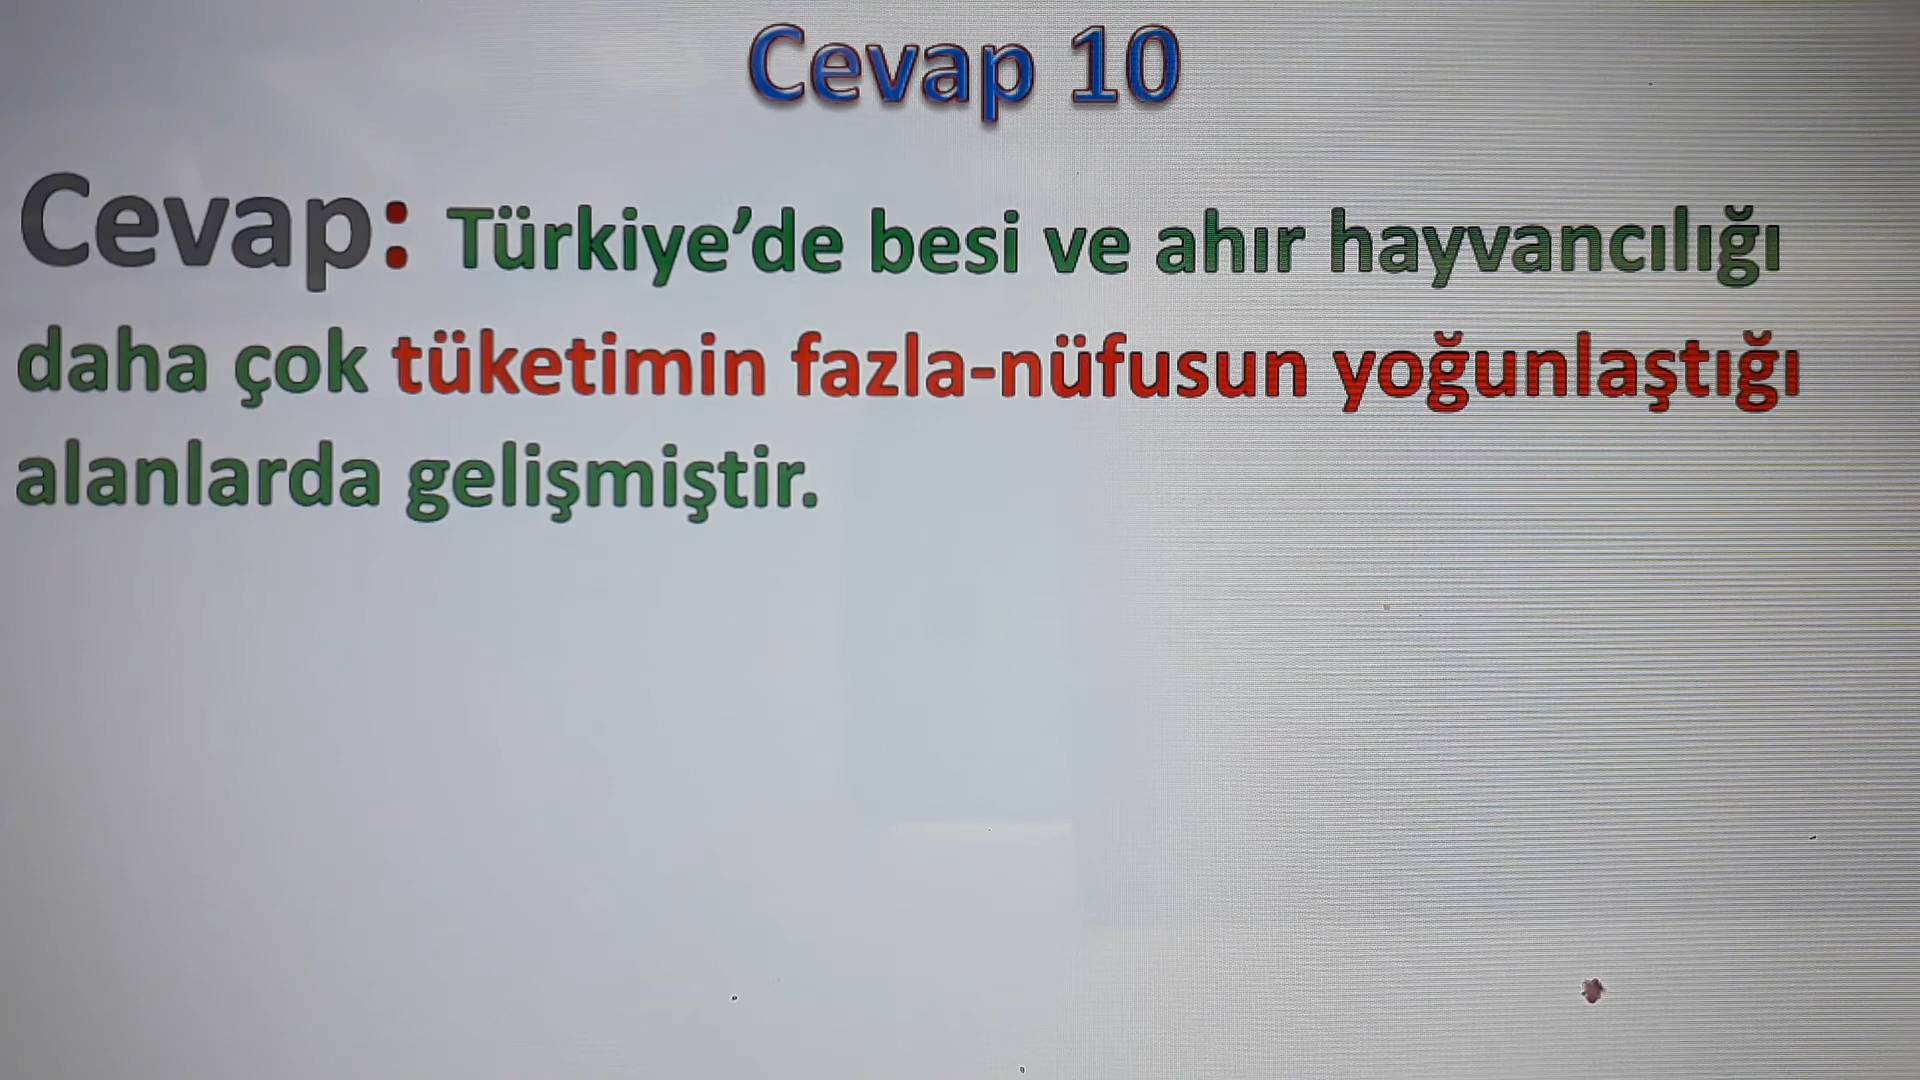 Cevap 10
Cevap: Türkiye’de besi ve ahır hayvancılığı
daha çok tüketimin fazla-nüfusun yoğunlaştığı
alanlarda gelişmiştir.